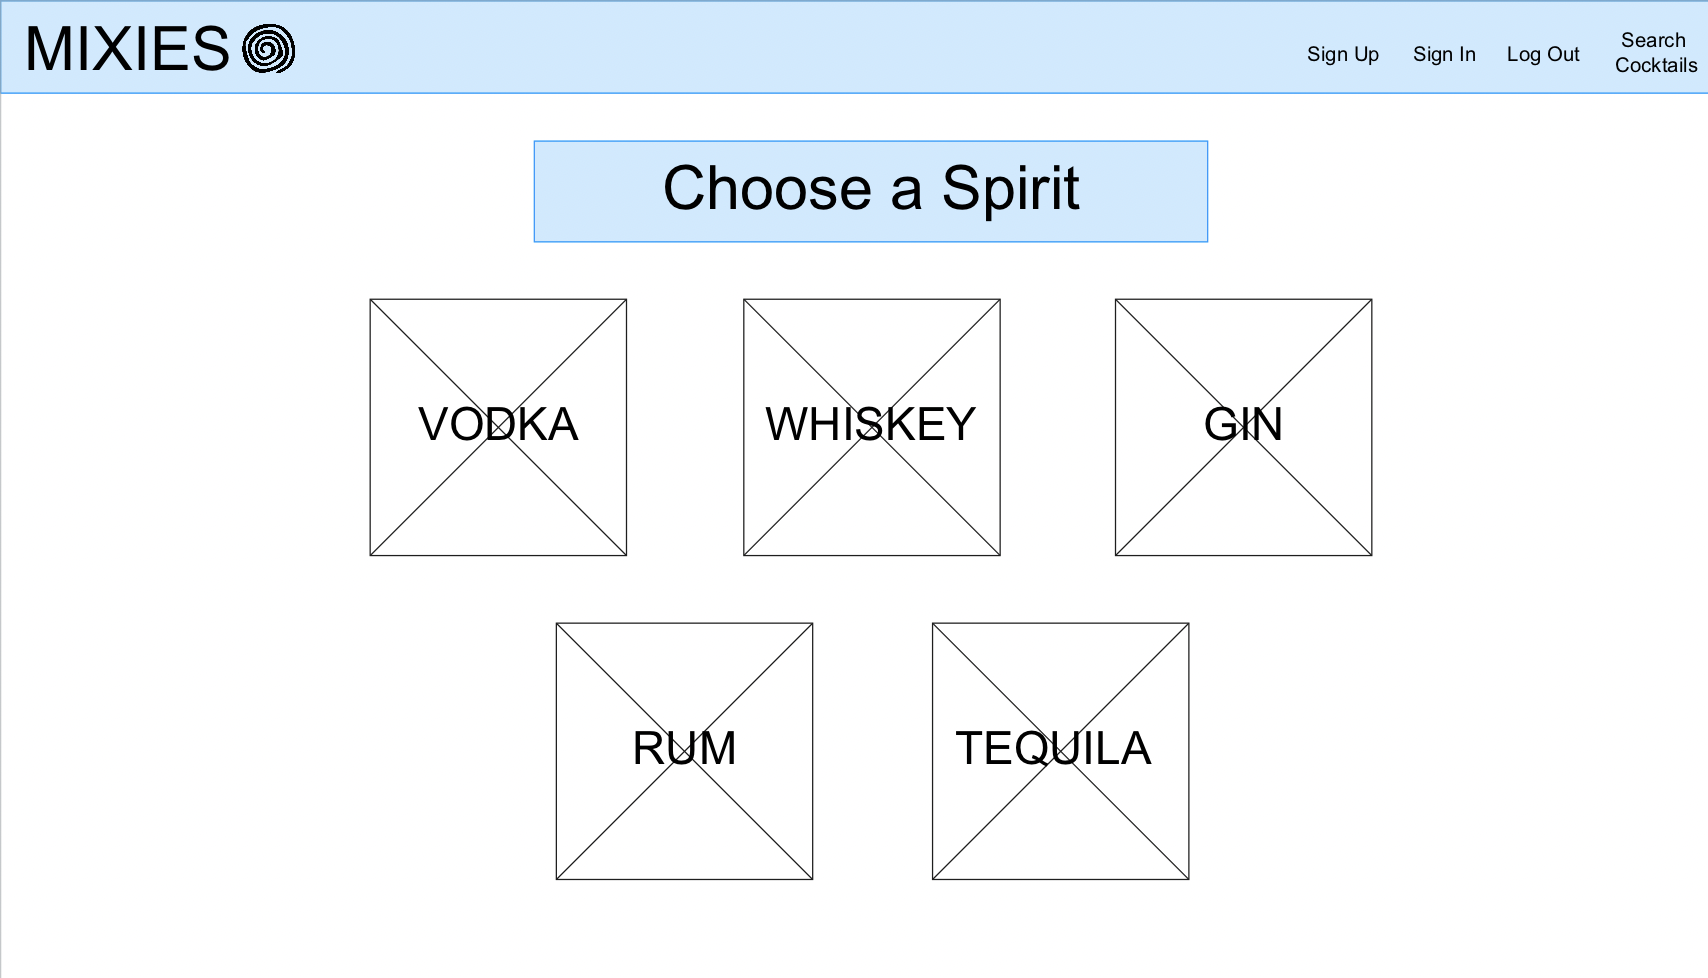 MIXIES
Sign Up
Sign In
Log Out
Search
Cocktails
Choose a Spirit
VODKA
WHISKEY
GIN
RUM
TEQUILA